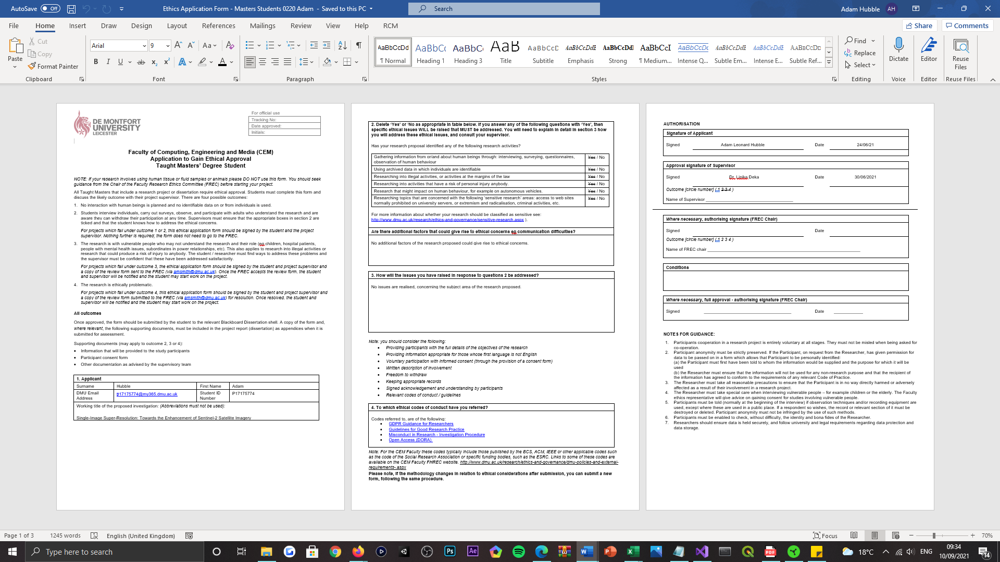 AutoSave Off
Ethics Application Form - Masters Students 0220 Adam - Saved to this PC
Search
Adam Hubble AH
File Home Insert Draw Design Layout References Mailings Review View Help RCM
Share Comments
Paste
Cut
Copy
Format Painter
Clipboard
Arial 9
Font
Paragraph
AaBbCcDd AaBbCc AaBbC AaB AaBbCcD AaBbCcDdE AaBbCcDdI AaBbCcI AaBbCcDc AaBbCcDdE AaBbCcDdE AaBbCcDc
¶ Normal Heading 1 Heading 3 Title Subtitle Emphasis Strong ¶ Medium... Intense Q... Subtle Em... Intense E... Subtle Ref...
Styles
Find
Replace
Select
Editing
Dictate
Voice
Editor
Editor
Reuse Files
Reuse Files
DE MONTFORT
UNIVERSITY
LEICESTER
For official use
Tracking No:
Date approved:
Initials:
Faculty of Computing, Engineering and Media (CEM)
Application to Gain Ethical Approval
Taught Masters' Degree Student
NOTE: If your research involves using human tissue or fluid samples or animals please DO NOT use this form. You should seek
guidance from the Chair of the Faculty Research Ethics Committee (FREC) before starting your project.
All Taught Masters that include a research project or dissertation require ethical approval. Students must complete this form and
discuss the likely outcome with their project supervisor. There are four possible outcomes:
1. No interaction with human beings is planned and no identifiable data on or from individuals is used.
2. Students interview individuals, carry out surveys, observe, and participate with adults who understand the research and are
aware they can withdraw their participation at any time. Supervisors must ensure that the appropriate boxes in section 2 are
ticked and that the student knows how to address the ethical concerns.
For projects which fall under outcome 1 or 2, this ethical application form should be signed by the student and the project
supervisor. Nothing further is required; the form does not need to go to the FREC.
3. The research is with vulnerable people who may not understand the research and their role (eg children, hospital patients,
people with mental health issues, subordinates in power relationships, etc). This also applies to research into illegal activities or
research that could produce a risk of injury to anybody. The student / researcher must find ways to address these problems and
the supervisor must be confident that these have been addressed satisfactorily.
For projects which fall under outcome 3, the ethical application form should be signed by the student and project supervisor and
a copy of the review form sent to the FREC (via amsmith@dmu.ac.uk). Once the FREC accepts the review form, the student
and supervisor will be notified and the student may start work on the project.
4. The research is ethically problematic.
For projects which fall under outcome 4, this ethical application form should be signed by the student and project supervisor and
a copy of the review form submitted to the FREC (via amsmith@dmu.ac.uk) for resolution. Once resolved, the student and
supervisor will be notified and the student may start work on the project.
All outcomes
Once approved, the form should be submitted by the student to the relevant Blackboard Dissertation shell. A copy of the form and,
where relevant, the following supporting documents, must be included in the project report (dissertation) as appendices when it is
submitted for assessment.
Supporting documents (may apply to outcome 2, 3 or 4):
• Information that will be provided to the study participants
• Participant consent form
• Other documentation as advised by the supervisory team
1. Applicant
Surname Hubble First Name Adam
DMU Email Address p17175774@my365.dmu.ac.uk Student ID Number P17175774
Working title of the proposed investigation: (Abbreviations must not be used):
Single-Image Super-Resolution: Towards the Enhancement of Sentinel-2 Satellite Imagery
2. Delete 'Yes' or 'No as appropriate in table below. If you answer any of the following questions with 'Yes', then
specific ethical issues WILL be raised that MUST be addressed. You will need to explain in detail in section 3 how
you will address these ethical issues, and consult your supervisor.
Has your research proposal identified any of the following research activities?
Gathering information from or/and about human beings through: interviewing, surveying, questionnaires, Yes / No
observation of human behaviour
Using archived data in which individuals are identifiable Yes / No
Researching into illegal activities, or activities at the margins of the law Yes / No
Researching into activities that have a risk of personal injury anybody. Yes / No
Research that might impact on human behaviour, for example on autonomous vehicles. Yes / No
Researching topics that are concerned with the following 'sensitive research' areas: access to web sites Yes / No
normally prohibited on university servers, or extremism and radicalisation, criminal activities, etc.
For more information about whether your research should be classified as sensitive see:
http://www.dmu.ac.uk/research/ethics-and-governance/sensitive-research.aspx ).
Are there additional factors that could give rise to ethical concerns eg communication difficulties?
No additional factors of the research proposed could give rise to ethical concerns.
3. How will the issues you have raised in response to questions 2 be addressed?
No issues are realised, concerning the subject area of the research proposed.
Note: you should consider the following:
• Providing participants with the full details of the objectives of the research
• Providing information appropriate for those whose first language is not English
• Voluntary participation with informed consent (through the provision of a consent form)
• Written description of involvement
• Freedom to withdraw
• Keeping appropriate records
• Signed acknowledgement and understanding by participants
• Relevant codes of conduct / guidelines
4. To which ethical codes of conduct have you referred?
Codes referred to, are of the following:
• GDPR Guidance for Researchers
• Guidelines for Good Research Practice
• Misconduct in Research - Investigation Procedure
• Open Access (DORA)
Note: For the CEM Faculty these codes typically include those published by the BCS, ACM, IEEE or other applicable codes such
as the code of the Social Research Association or specific funding bodies, such as the ESRC. Links to some of these codes are
available on the CEM Faculty FHREC website. http://www.dmu.ac.uk/research/ethics-and-governance/dmu-policies-and-external-
requirements-.aspx
Please note, if the methodology changes in relation to ethical considerations after submission, you can submit a new
form, following the same procedure.
AUTHORISATION
Signature of Applicant
Signed Adam Leonard Hubble Date 24/06/21
Approval signature of Supervisor
Signed Dr. Lipika Deka Date 30/06/2021
Outcome [circle number] ( 1 2 3 4 )
Name of Supervisor
Where necessary, authorising signature (FREC Chair)
Signed Date
Outcome [circle number] ( 1 2 3 4 )
Name of FREC chair
Conditions
Where necessary, full approval - authorising signature (FREC Chair)
Signed Date
NOTES FOR GUIDANCE:
1. Participants cooperation in a research project is entirely voluntary at all stages. They must not be misled when being asked for
co-operation.
2. Participant anonymity must be strictly preserved. If the Participant, on request from the Researcher, has given permission for
data to be passed on in a form which allows that Participant to be personally identified:
(a) the Participant must first have been told to whom the information would be supplied and the purpose for which it will be
used
(b) the Researcher must ensure that the information will not be used for any non-research purpose and that the recipient of
the information has agreed to conform to the requirements of any relevant Code of Practice.
3. The Researcher must take all reasonable precautions to ensure that the Participant is in no way directly harmed or adversely
affected as a result of their involvement in a research project.
4. The Researcher must take special care when interviewing vulnerable people – for example children or the elderly. The Faculty
ethics representative will give advice on gaining consent for studies involving vulnerable people.
5. Participants must be told (normally at the beginning of the interview) if observation techniques and/or recording equipment are
used, except where these are used in a public place. If a respondent so wishes, the record or relevant section of it must be
destroyed or deleted. Participant anonymity must not be infringed by the use of such methods.
6. Participants must be enabled to check, without difficulty, the identity and bona fides of the Researcher.
7. Researchers should ensure data is held securely, and follow university and legal requirements regarding data protection and
data storage.
Page 1 of 3 1245 words English (United Kingdom) Focus 70%
Type here to search
18°C ENG 09:34
10/09/2021
14